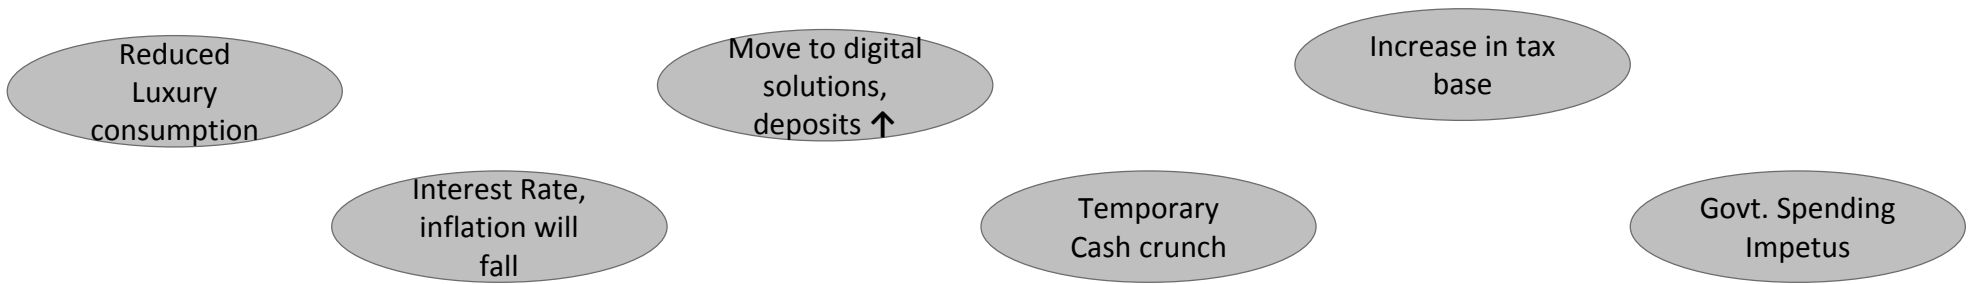 Reduced
Luxury
consumption
Interest Rate,
inflation will
fall
Move to digital
solutions,
deposits ↑
Temporary
Cash crunch
Increase in tax
base
Govt. Spending
Impetus